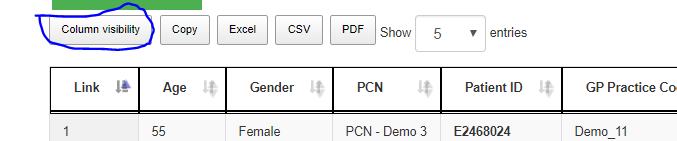 Column visibility Copy Excel CSV PDF Show 5 entries
Link Age Gender PCN Patient ID GP Practice Co
1 55 Female PCN - Demo 3 E2468024 Demo_11